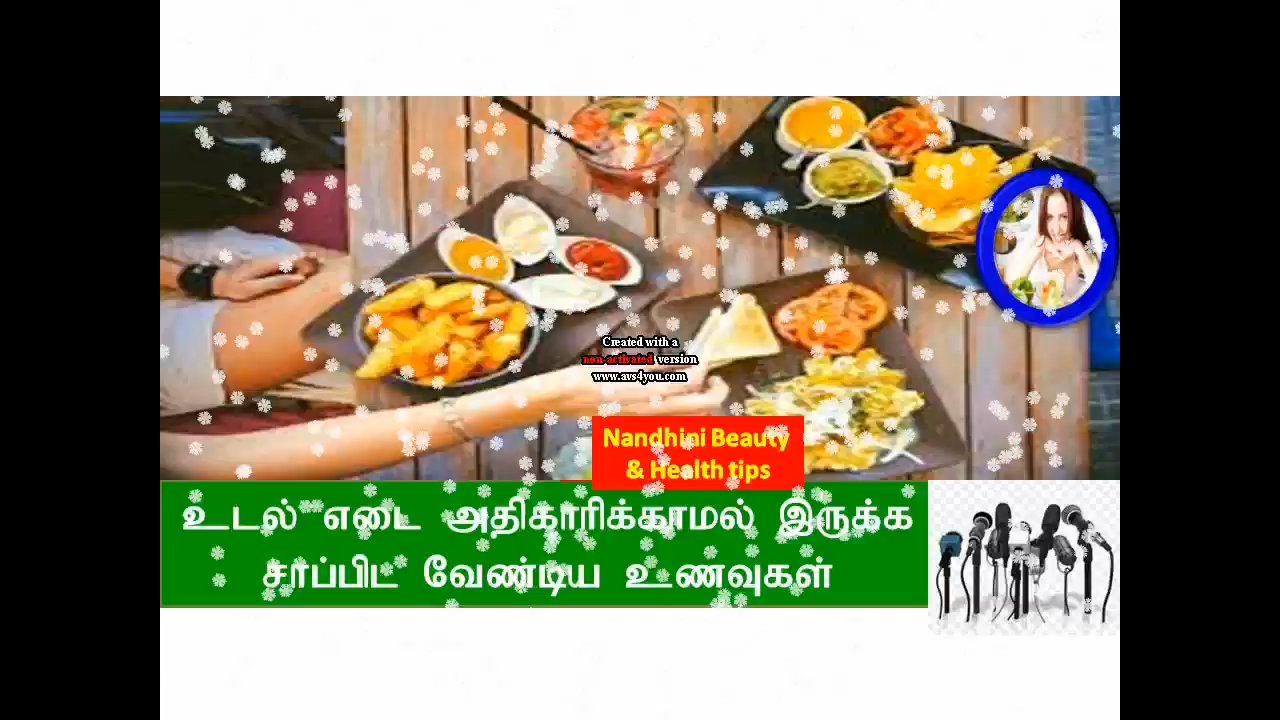 Created with a
non-activated version
www.avs4you.com
Nandhini Beauty
& Health tips
உடல் எடை அதிகாரிக்காமல் இருக்க
சாப்பிட வேண்டிய உணவுகள்